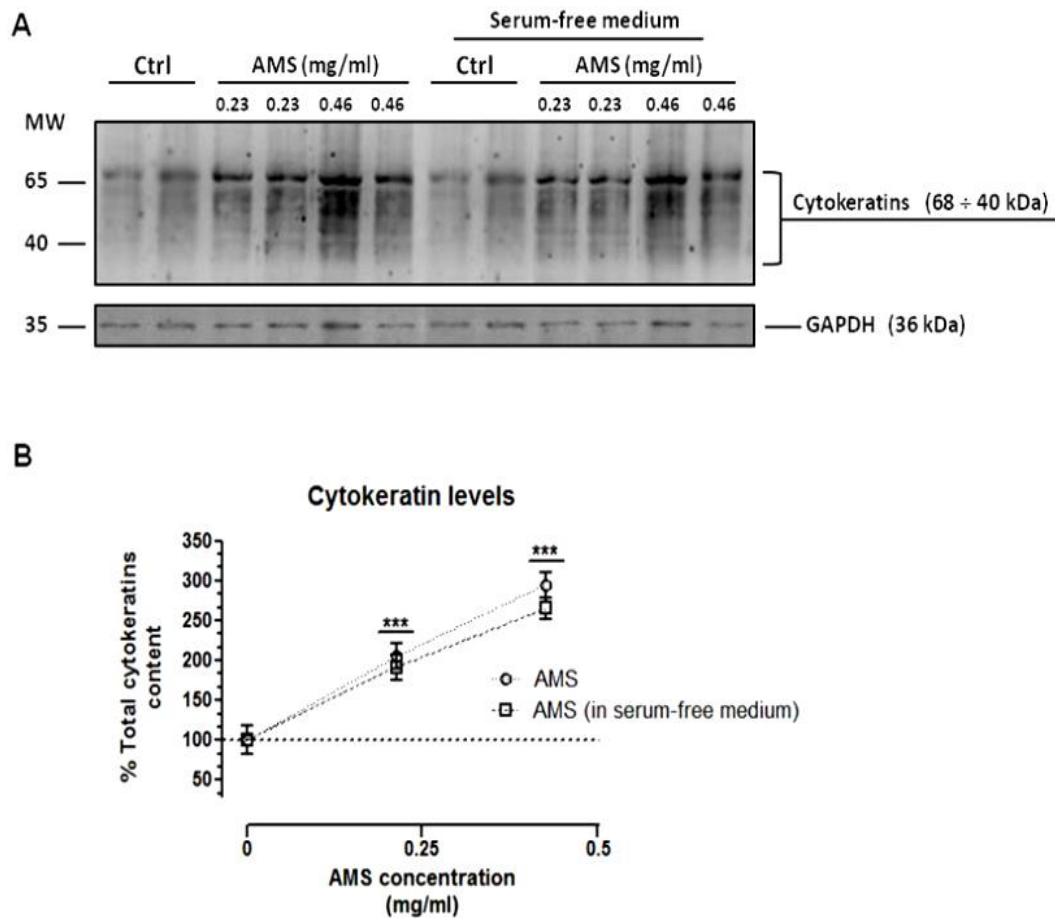 A
Serum-free medium
Ctrl AMS (mg/ml) Ctrl AMS (mg/ml)
0.23 0.23 0.46 0.46 0.23 0.23 0.46 0.46
MW
65
Cytokeratins (68 ÷ 40 kDa)
40
35
GAPDH (36 kDa)
B
Cytokeratin levels
% Total cytokeratins
content
350
300
250
200
150
100
50
***
***
AMS
AMS (in serum-free medium)
0 0.25 0.5
AMS concentration
(mg/ml)